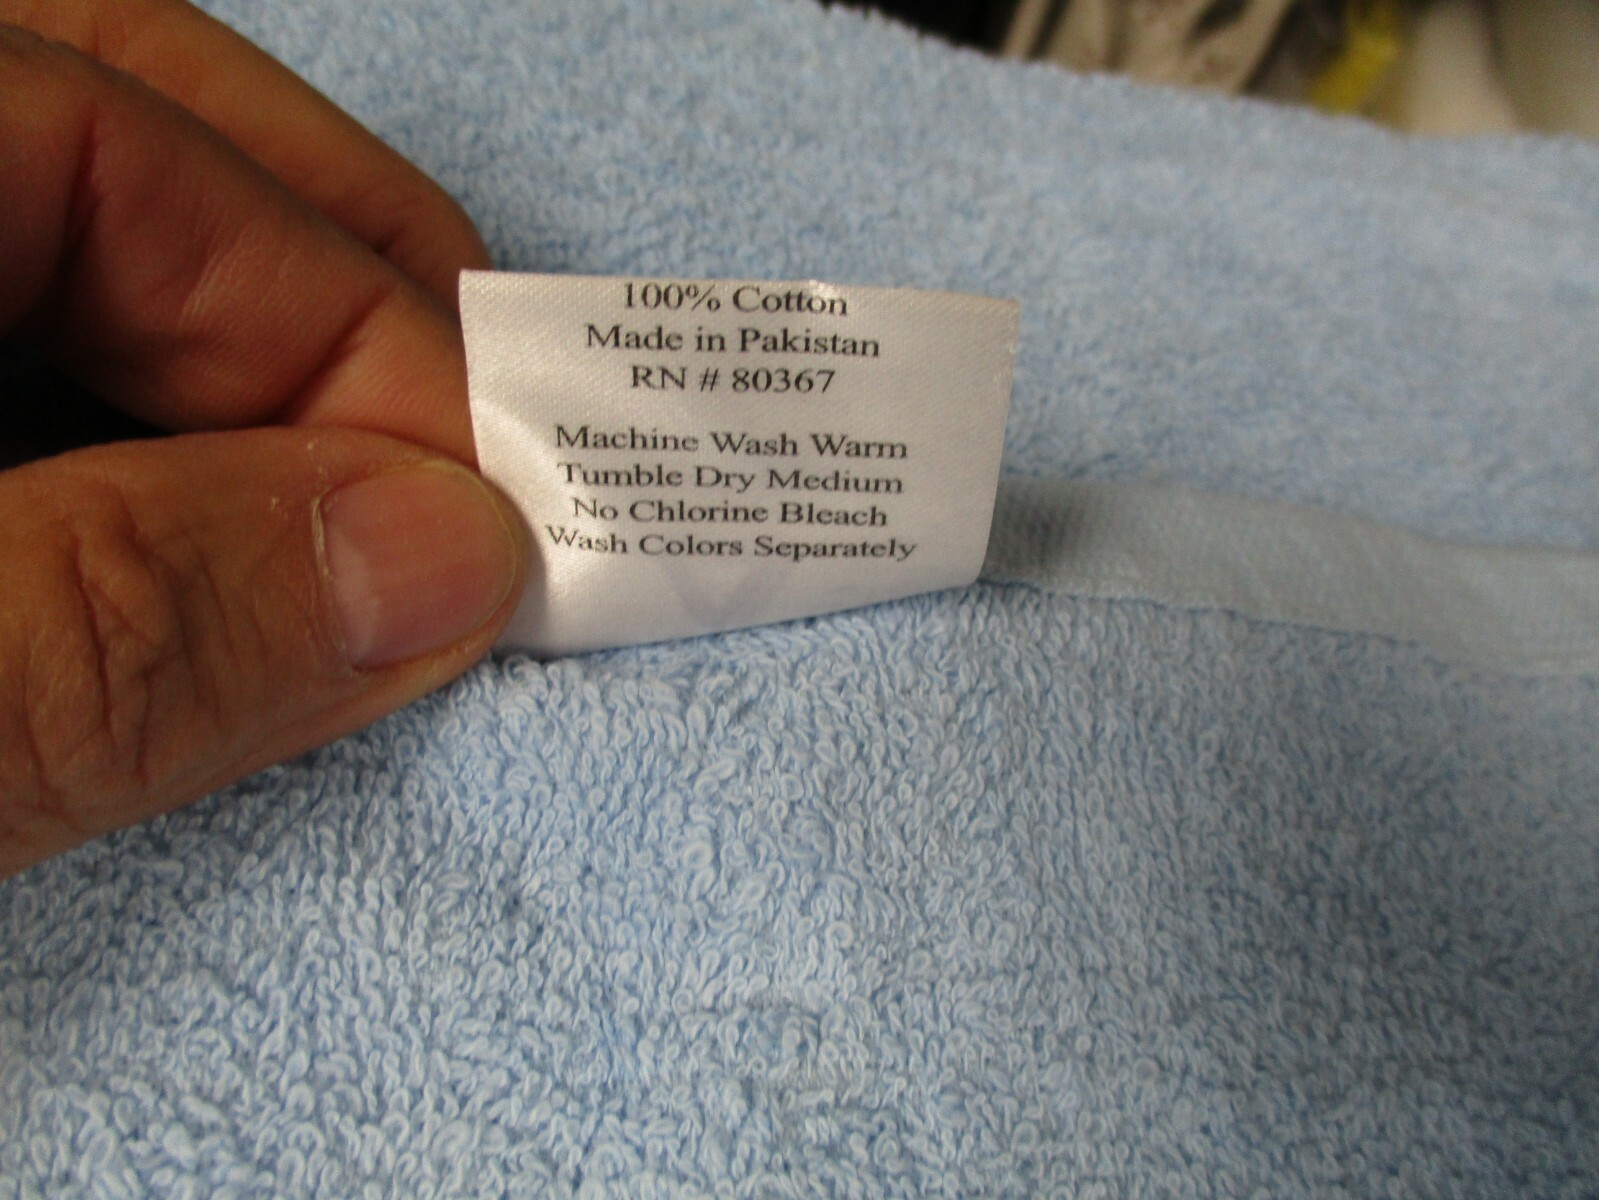 100% Cotton
Made in Pakistan
RN # 80367
Machine Wash Warm
Tumble Dry Medium
No Chlorine Bleach
Wash Colors Separately